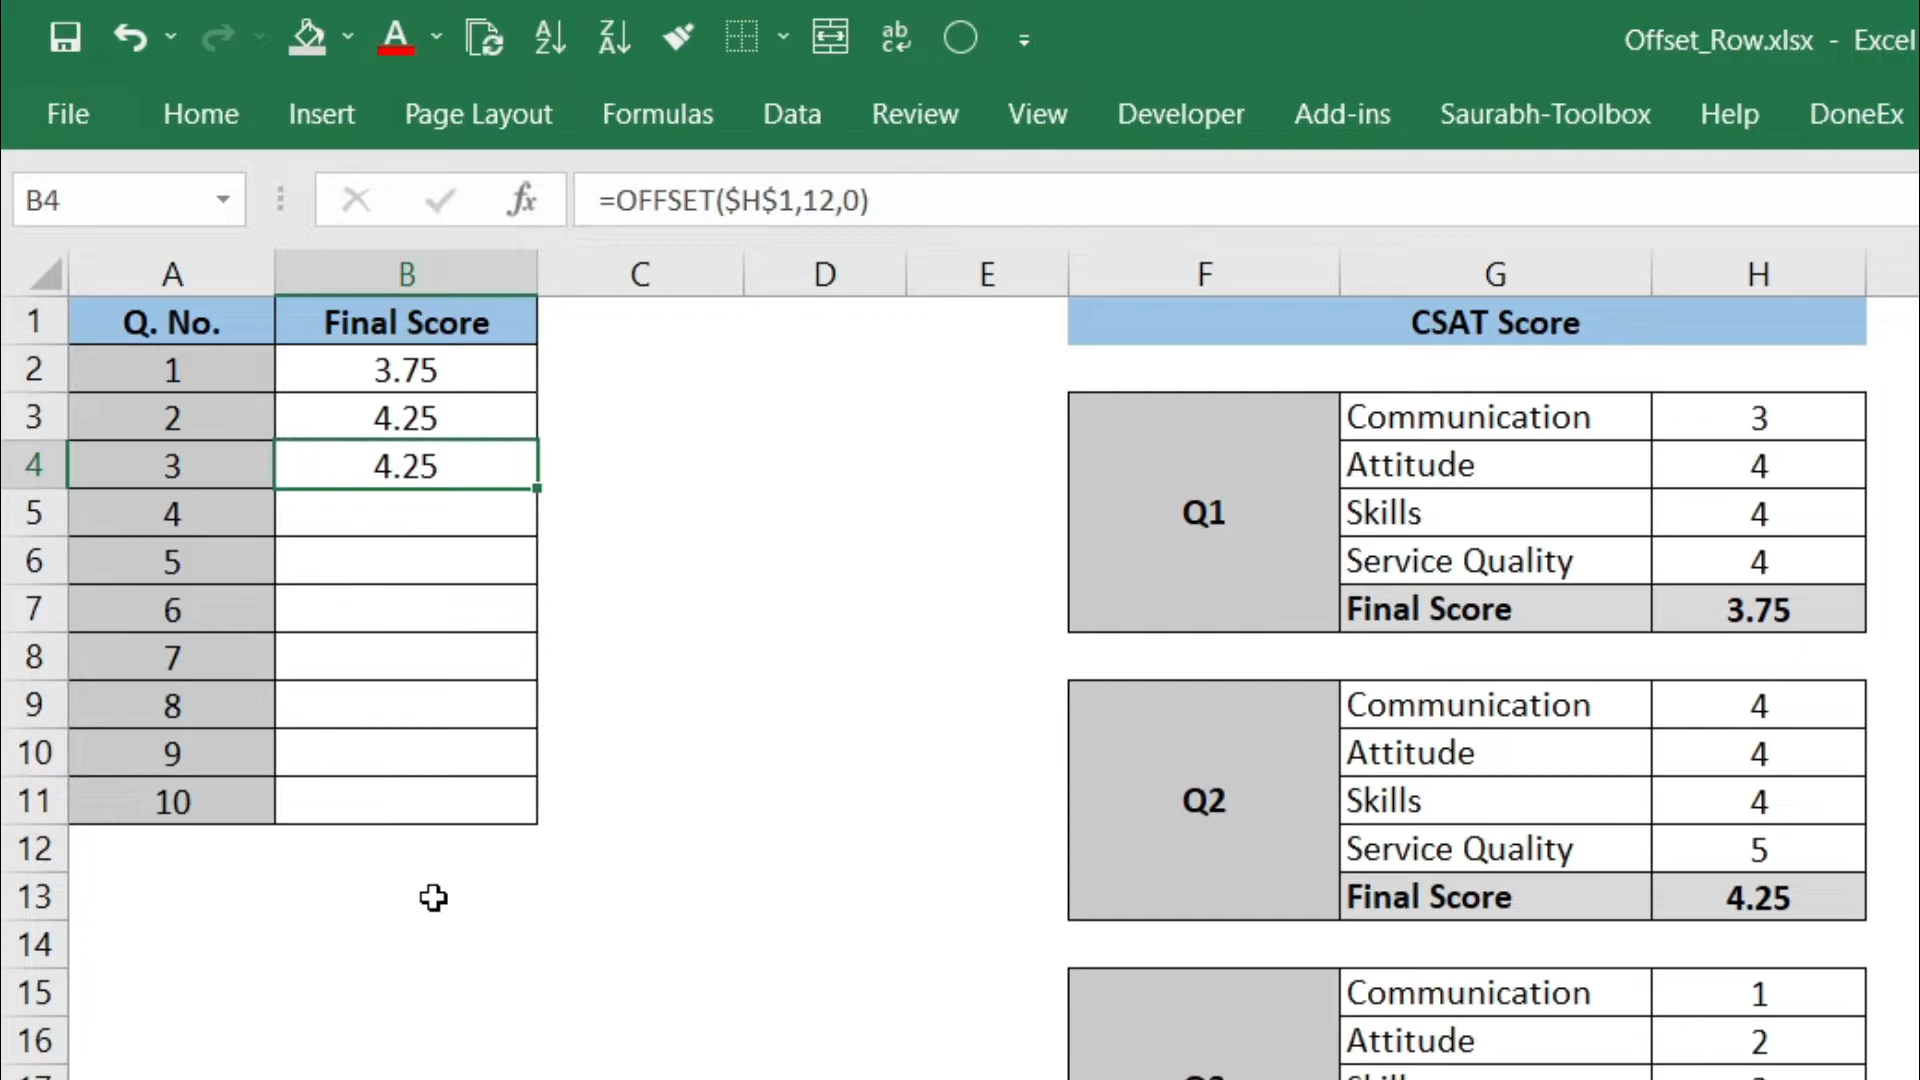 Offset_Row.xlsx - Excel
File Home Insert Page Layout Formulas Data Review View Developer Add-ins Saurabh-Toolbox Help DoneEx
B4 fx =OFFSET($H$1,12,0)
A B C D E F G H
1 Q. No. Final Score CSAT Score
2 1 3.75
3 2 4.25 Communication 3
4 3 4.25 Attitude 4
5 4 Q1 Skills 4
6 5 Service Quality 4
7 6 Final Score 3.75
8 7
9 8 Communication 4
10 9 Attitude 4
11 10 Q2 Skills 4
12 Service Quality 5
13 Final Score 4.25
14
15 Communication 1
16 Attitude 2